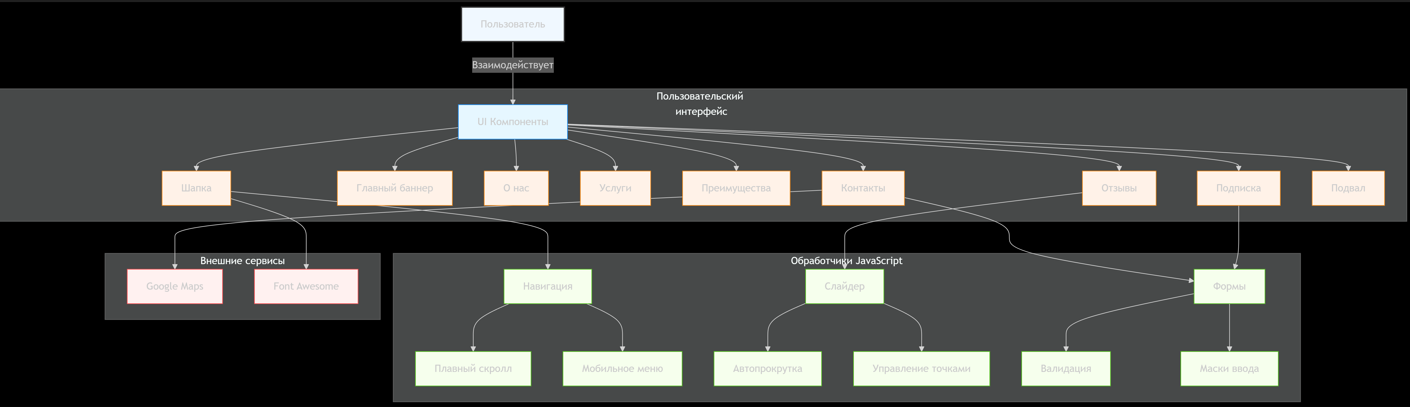 Пользователь
Взаимодействует
Пользовательский
интерфейс
UI Компоненты
Шапка
Главный баннер
О нас
Услуги
Преимущества
Контакты
Отзывы
Подписка
Подвал
Внешние сервисы
Обработчики JavaScript
Google Maps
Font Awesome
Навигация
Слайдер
Формы
Плавный скролл
Мобильное меню
Автопрокрутка
Управление точками
Валидация
Маски ввода